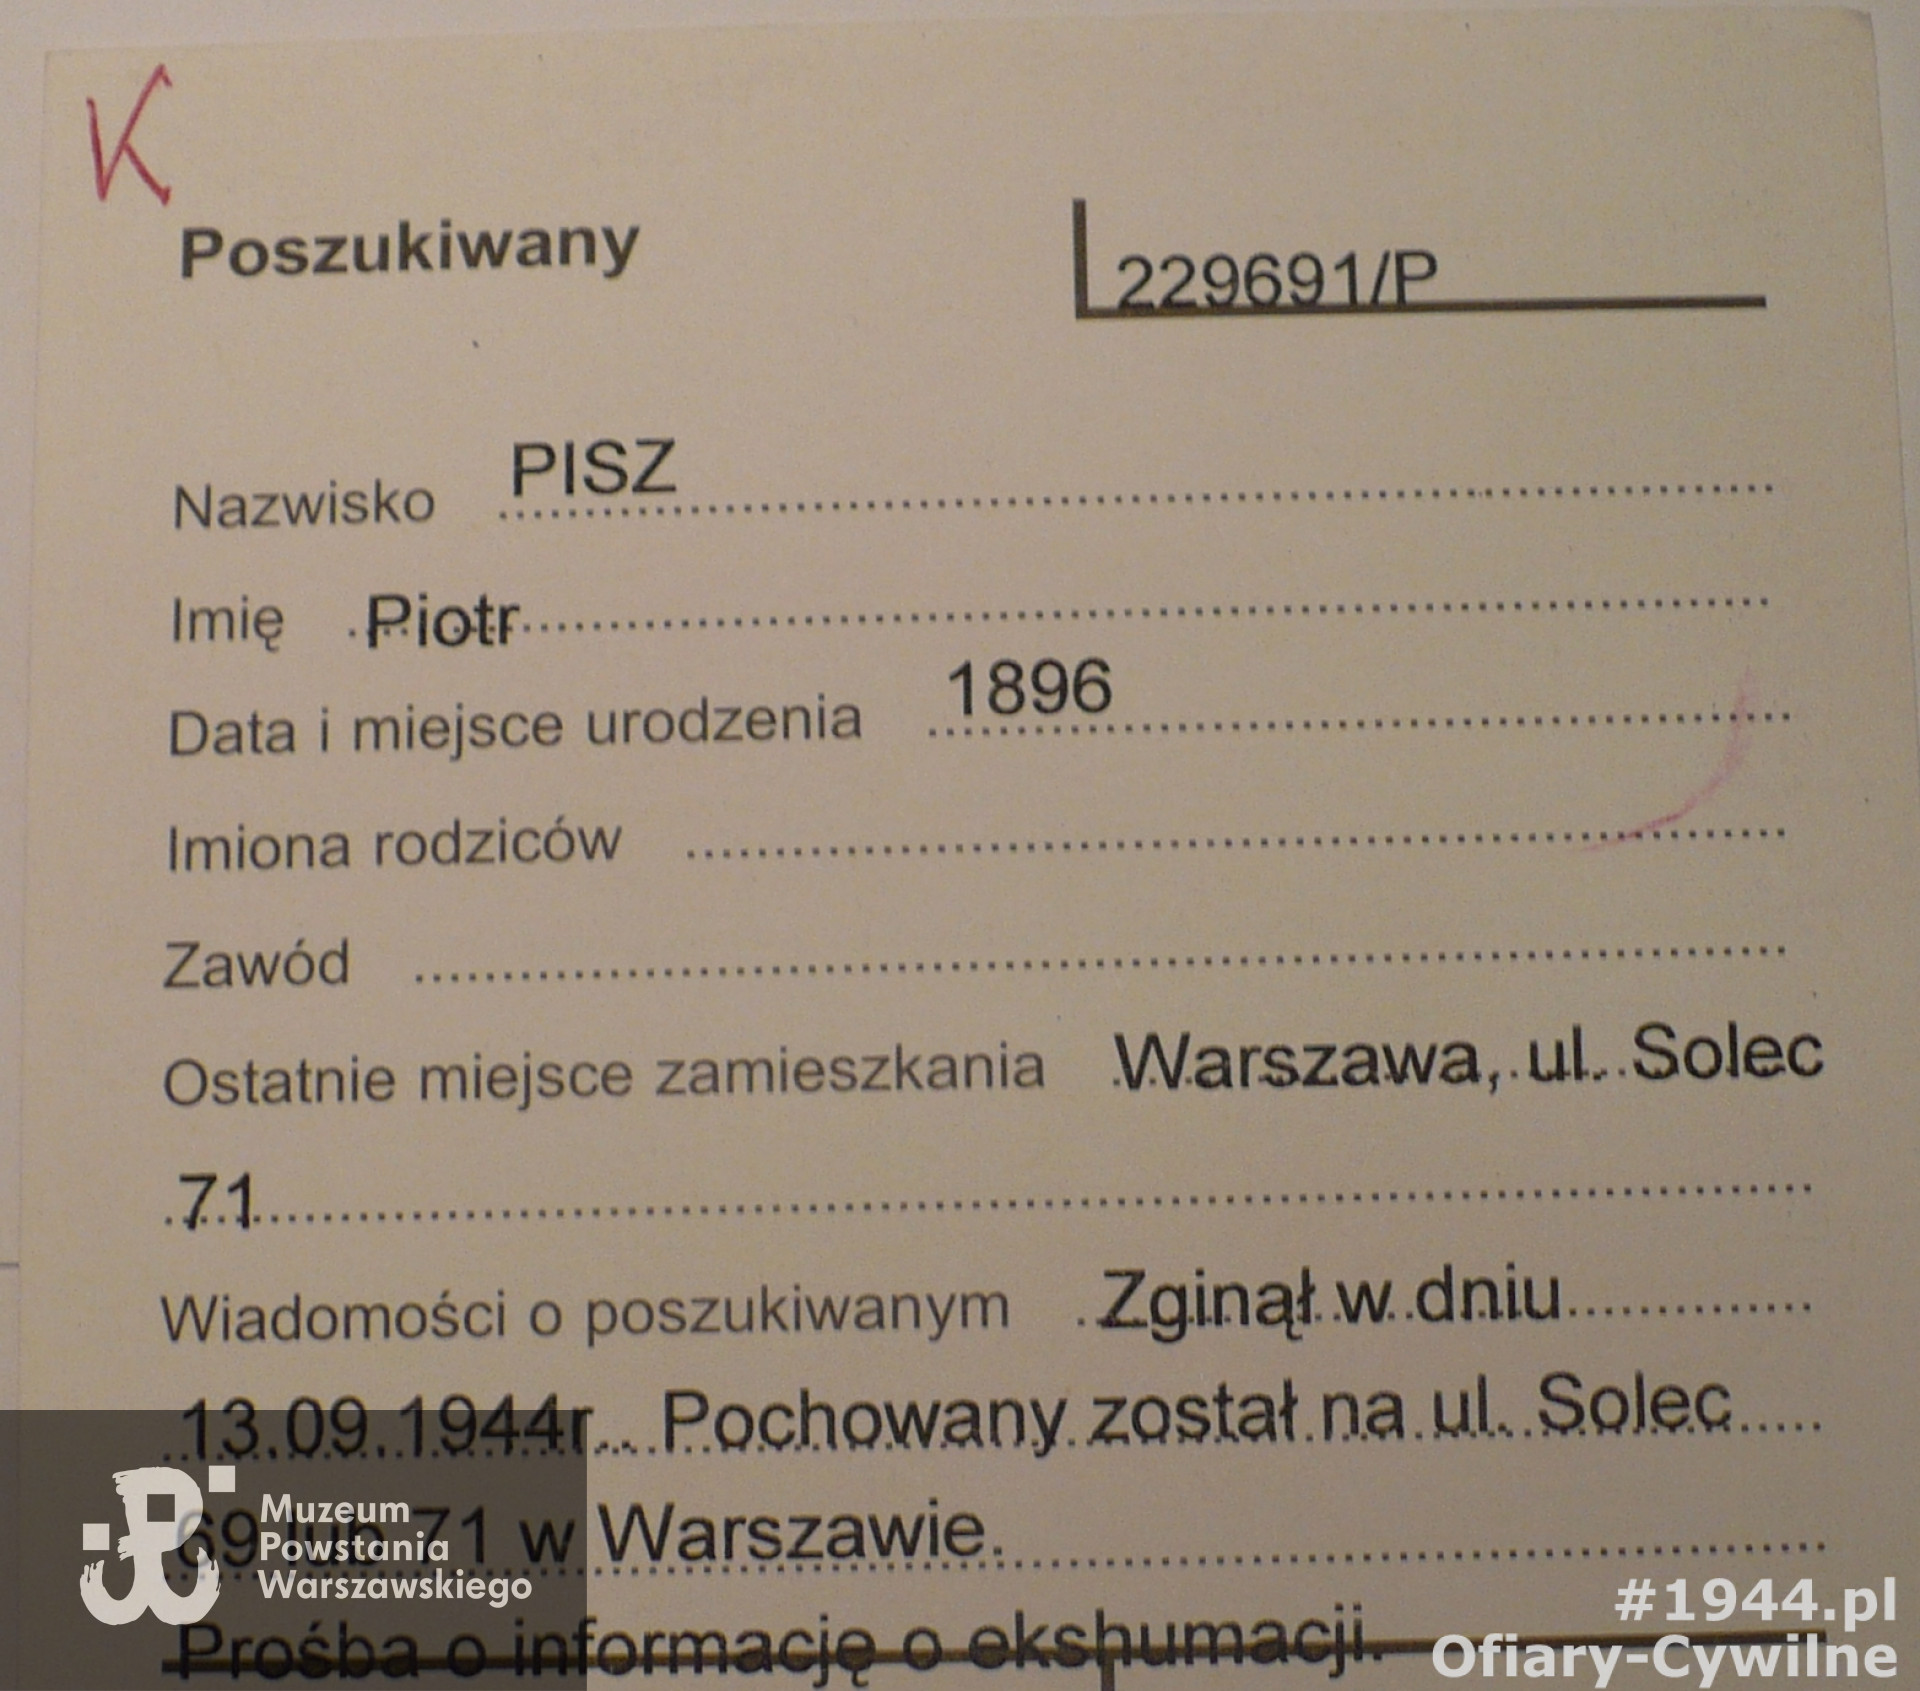 K
Poszukiwany
229691/P
Nazwisko PISZ
Imię Piotr
Data i miejsce urodzenia 1896
Imiona rodziców
Zawód
Ostatnie miejsce zamieszkania Warszawa, ul. Solec
71
Wiadomości o poszukiwanym Zginął w dniu
13.09.1944r. Pochowany został na ul. Solec
69 lub 71 w Warszawie.
Prośba o informację o ekshumacji.
Muzeum
Powstania
Warszawskiego
#1944.pl
Ofiary-Cywilne